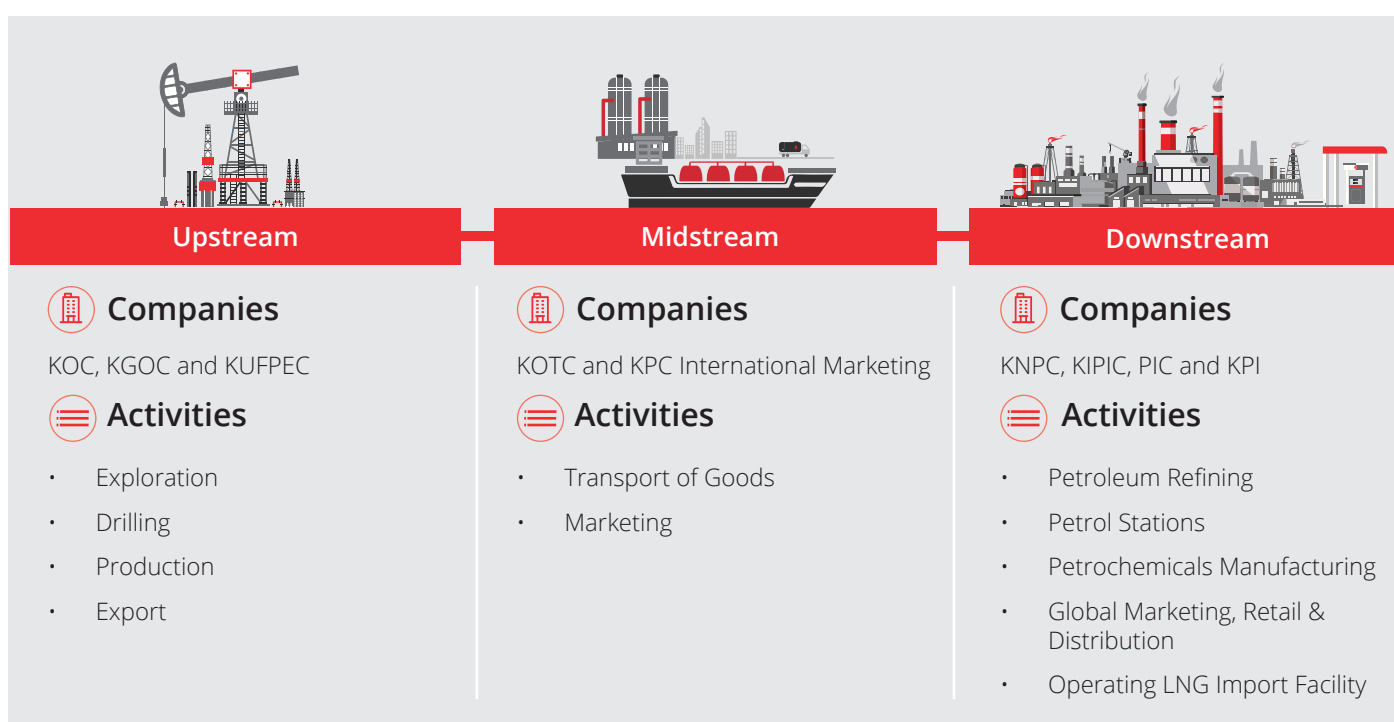 Upstream
Companies
KOC, KGOC and KUFPEC
Activities
• Exploration
• Drilling
• Production
• Export
Midstream
Companies
KOTC and KPC International Marketing
Activities
• Transport of Goods
• Marketing
Downstream
Companies
KNPC, KIPIC, PIC and KPI
Activities
• Petroleum Refining
• Petrol Stations
• Petrochemicals Manufacturing
• Global Marketing, Retail &
Distribution
• Operating LNG Import Facility